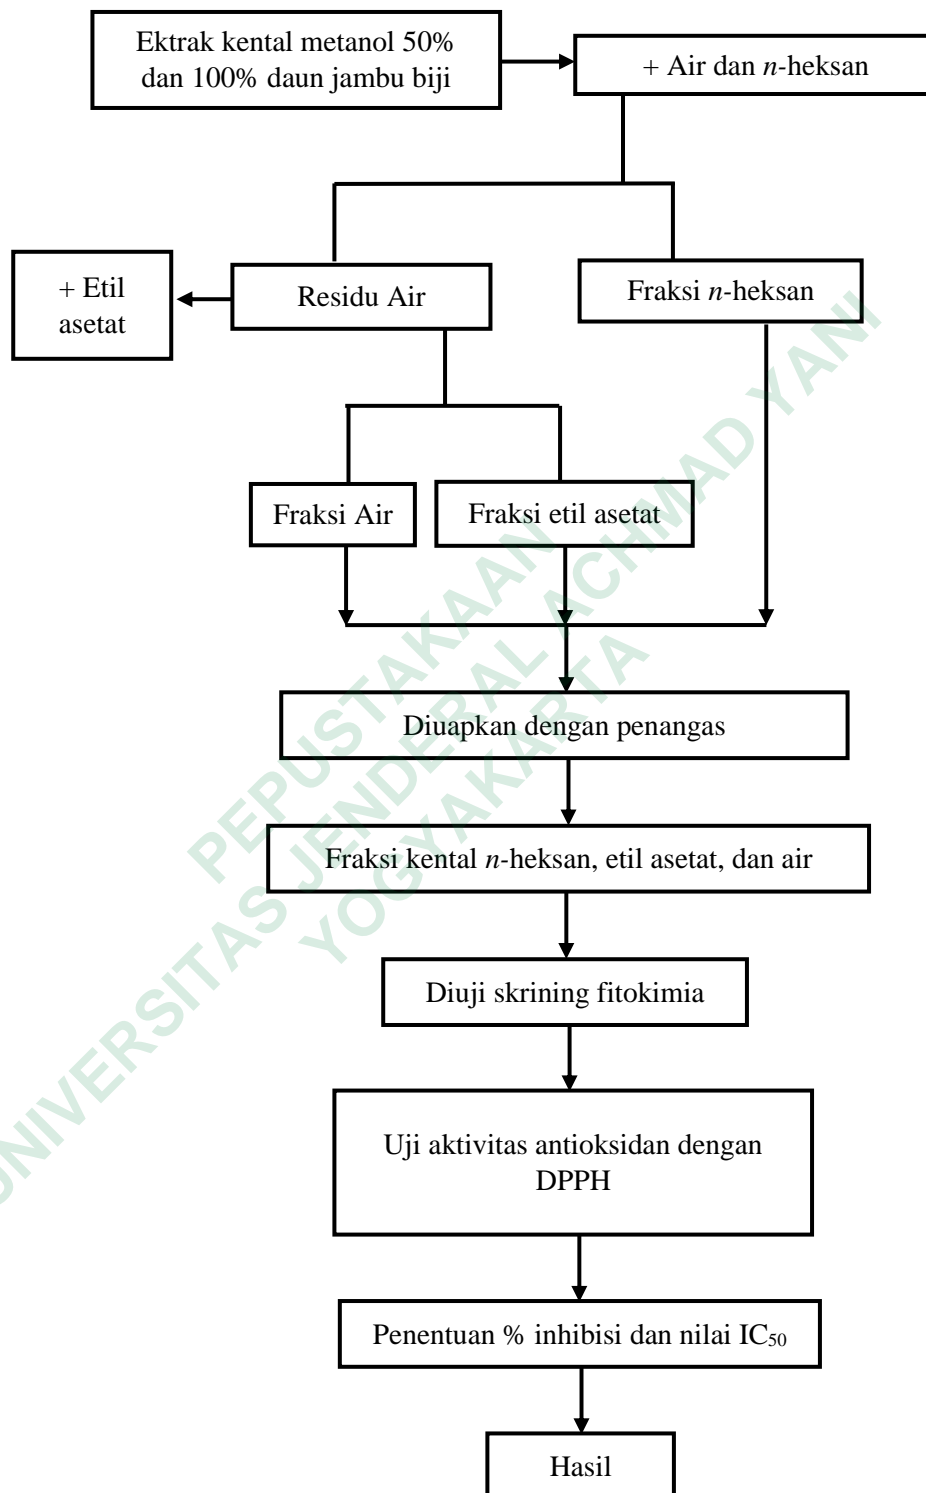 Ektrak kental metanol 50%
dan 100% daun jambu biji
+ Air dan n-heksan
+ Etil
asetat
Residu Air
Fraksi n-heksan
Fraksi Air
Fraksi etil asetat
Diuapkan dengan penangas
Fraksi kental n-heksan, etil asetat, dan air
Diuji skrining fitokimia
Uji aktivitas antioksidan dengan
DPPH
Penentuan % inhibisi dan nilai IC₅₀
Hasil
PEPUSTAKAAN
UNIVERSITAS JENDERAL ACHMAD YANI
YOGYAKARTA